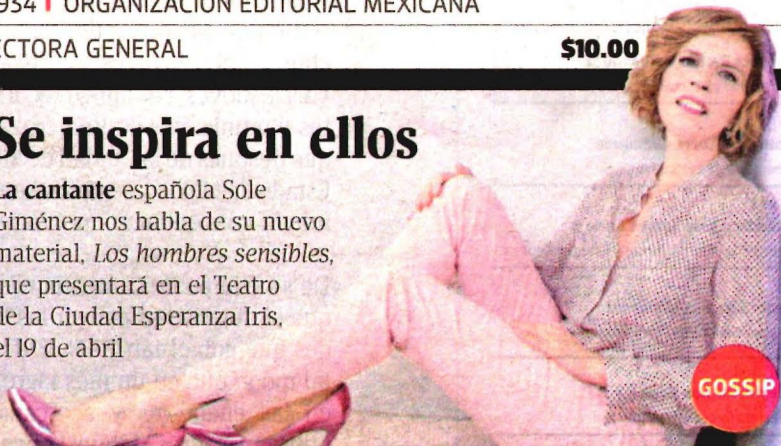 934 | ORGANIZACIÓN EDITORIAL MEXICANA
ECTORA GENERAL
$10.00
Se inspira en ellos
La cantante española Sole
Giménez nos habla de su nuevo
material, Los hombres sensibles,
que presentará en el Teatro
de la Ciudad Esperanza Iris,
el 19 de abril
GOSSIP